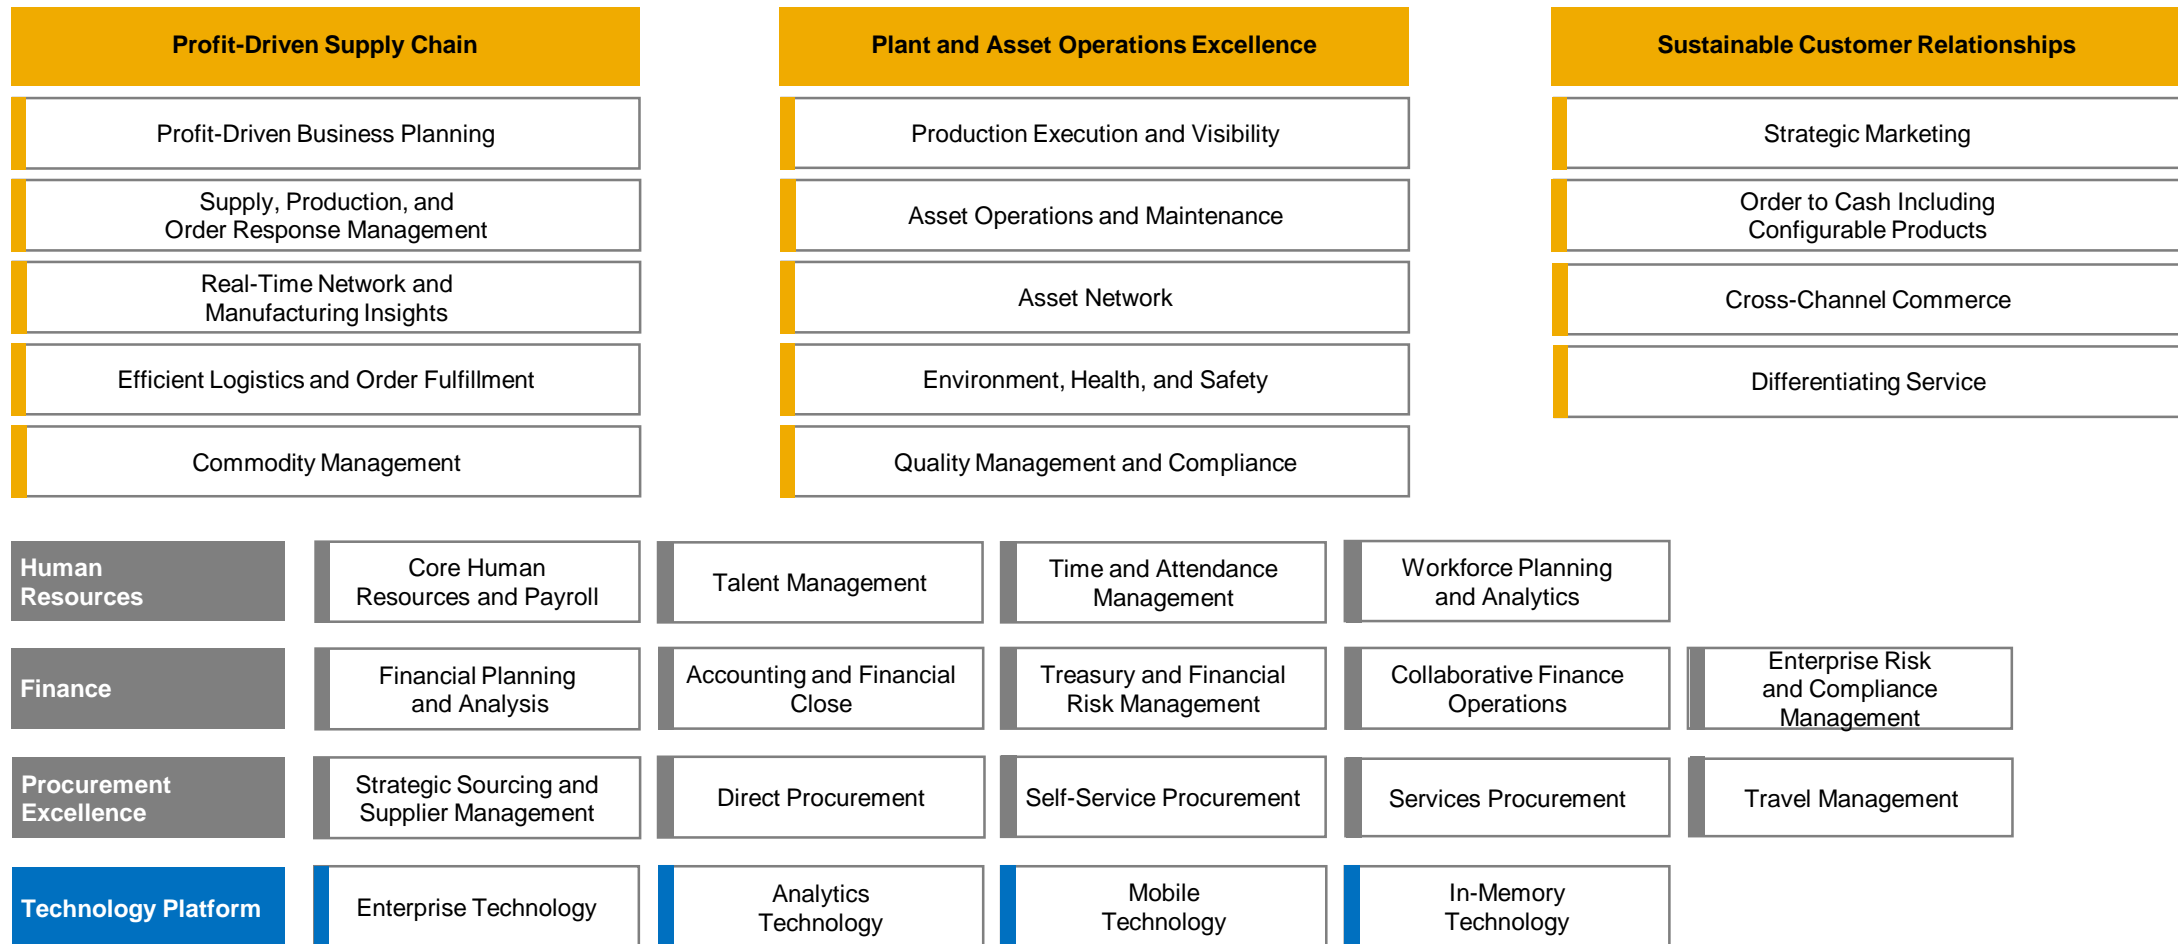 Profit-Driven Supply Chain
Profit-Driven Business Planning
Supply, Production, and
Order Response Management
Real-Time Network and
Manufacturing Insights
Efficient Logistics and Order Fulfillment
Commodity Management
Plant and Asset Operations Excellence
Production Execution and Visibility
Asset Operations and Maintenance
Asset Network
Environment, Health, and Safety
Quality Management and Compliance
Sustainable Customer Relationships
Strategic Marketing
Order to Cash Including
Configurable Products
Cross-Channel Commerce
Differentiating Service
Human
Resources
Core Human
Resources and Payroll
Talent Management
Time and Attendance
Management
Workforce Planning
and Analytics
Finance
Financial Planning
and Analysis
Accounting and Financial
Close
Treasury and Financial
Risk Management
Collaborative Finance
Operations
Enterprise Risk
and Compliance
Management
Procurement
Excellence
Strategic Sourcing and
Supplier Management
Direct Procurement
Self-Service Procurement
Services Procurement
Travel Management
Technology Platform
Enterprise Technology
Analytics
Technology
Mobile
Technology
In-Memory
Technology